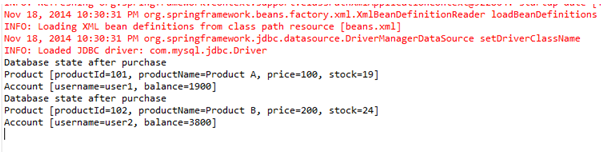 Nov 18, 2014 10:30:31 PM org.springframework.beans.factory.xml.XmlBeanDefinitionReader loadBeanDefinitions
INFO: Loading XML bean definitions from class path resource [beans.xml]
Nov 18, 2014 10:30:31 PM org.springframework.jdbc.datasource.DriverManagerDataSource setDriverClassName
INFO: Loaded JDBC driver: com.mysql.jdbc.Driver
Database state after purchase
Product [productId=101, productName=Product A, price=100, stock=19]
Account [username=user1, balance=1900]
Database state after purchase
Product [productId=102, productName=Product B, price=200, stock=24]
Account [username=user2, balance=3800]